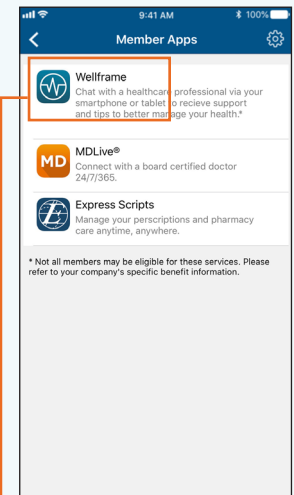 9:41 AM 100%
Member Apps
Wellframe
Chat with a healthcare professional via your
smartphone or tablet to recieve support
and tips to better manage your health.*
MD
MDLive®
Connect with a board certified doctor
24/7/365.
E
Express Scripts
Manage your perscriptions and pharmacy
care anytime, anywhere.
* Not all members may be eligible for these services. Please
refer to your company's specific benefit information.